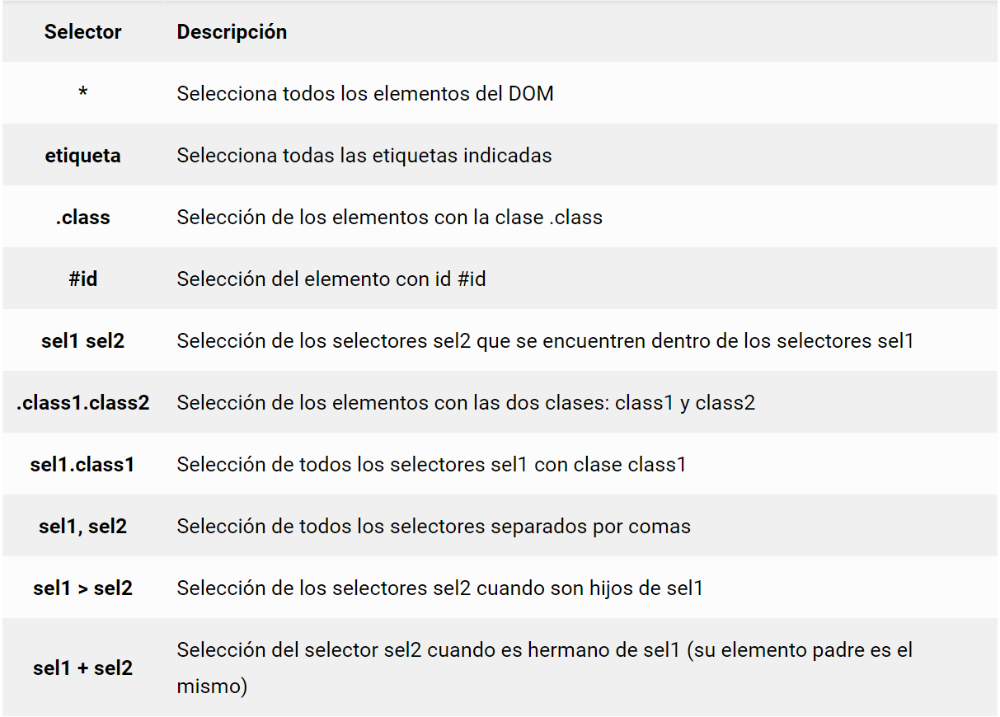 Selector Descripción
* Selecciona todos los elementos del DOM
etiqueta Selecciona todas las etiquetas indicadas
.class Selección de los elementos con la clase .class
#id Selección del elemento con id #id
sel1 sel2 Selección de los selectores sel2 que se encuentren dentro de los selectores sel1
.class1.class2 Selección de los elementos con las dos clases: class1 y class2
sel1.class1 Selección de todos los selectores sel1 con clase class1
sel1, sel2 Selección de todos los selectores separados por comas
sel1 > sel2 Selección de los selectores sel2 cuando son hijos de sel1
sel1 + sel2 Selección del selector sel2 cuando es hermano de sel1 (su elemento padre es el
mismo)